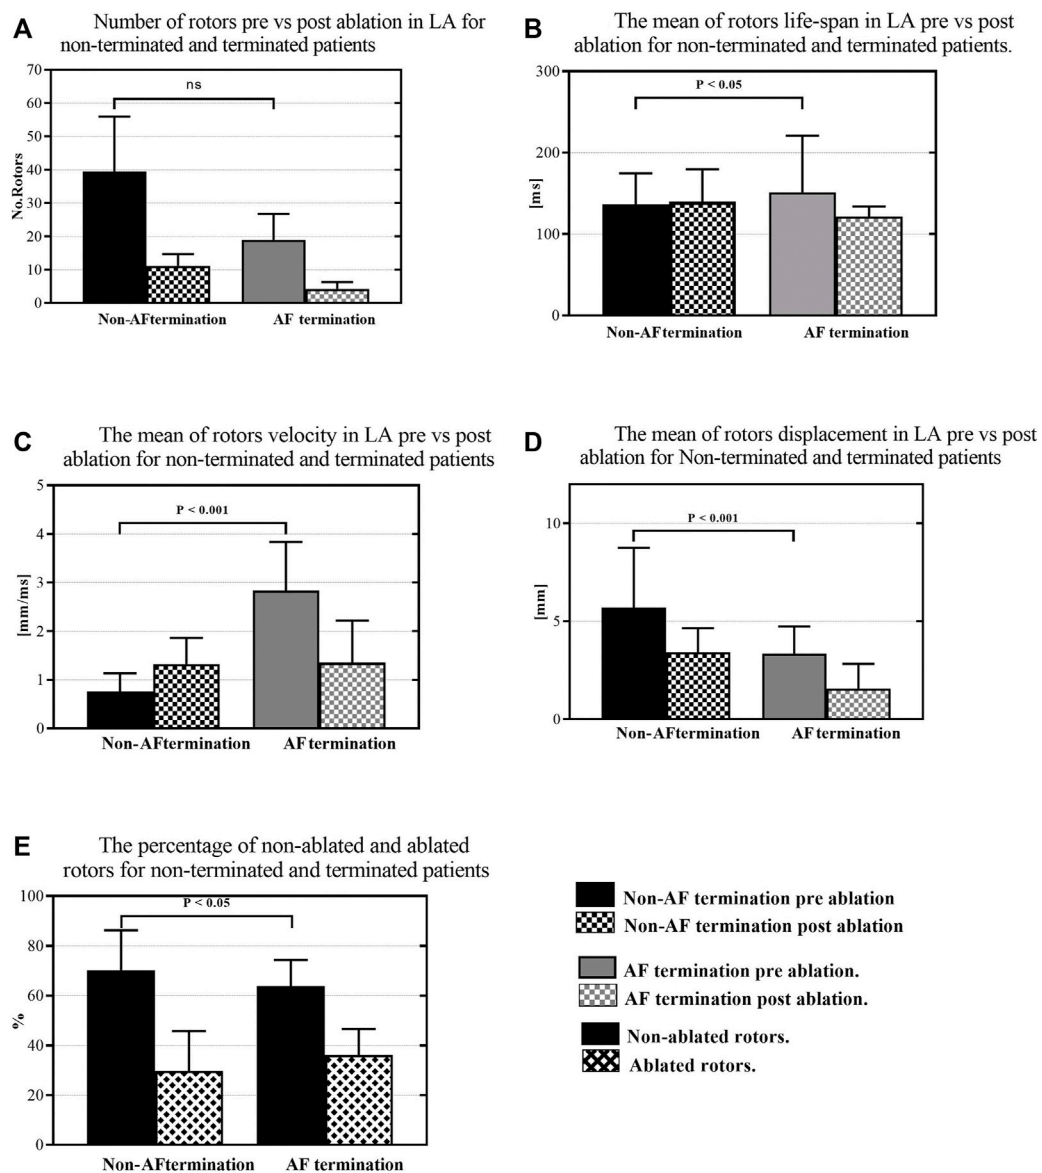 A
Number of rotors pre vs post ablation in LA for
non-terminated and terminated patients
70
60
50
40
30
20
10
0
No.Rotors
ns
Non-AFtermination
AF termination
B
The mean of rotors life-span in LA pre vs post
ablation for non-terminated and terminated patients.
300
200
100
0
[ms]
P < 0.05
Non-AFtermination
AF termination
C
The mean of rotors velocity in LA pre vs post
ablation for non-terminated and terminated patients
5
4
3
2
1
0
[mm/ms]
P < 0.001
Non-AFtermination
AFtermination
D
The mean of rotors displacement in LA pre vs post
ablation for Non-terminated and terminated patients
10
5
0
[mm]
P < 0.001
Non-AFtermination
AFtermination
E
The percentage of non-ablated and ablated
rotors for non-terminated and terminated patients
100
80
60
40
20
0
%
P < 0.05
Non-AFtermination
AF termination
Non-AF termination pre ablation
Non-AF termination post ablation
AF termination pre ablation.
AF termination post ablation.
Non-ablated rotors.
Ablated rotors.